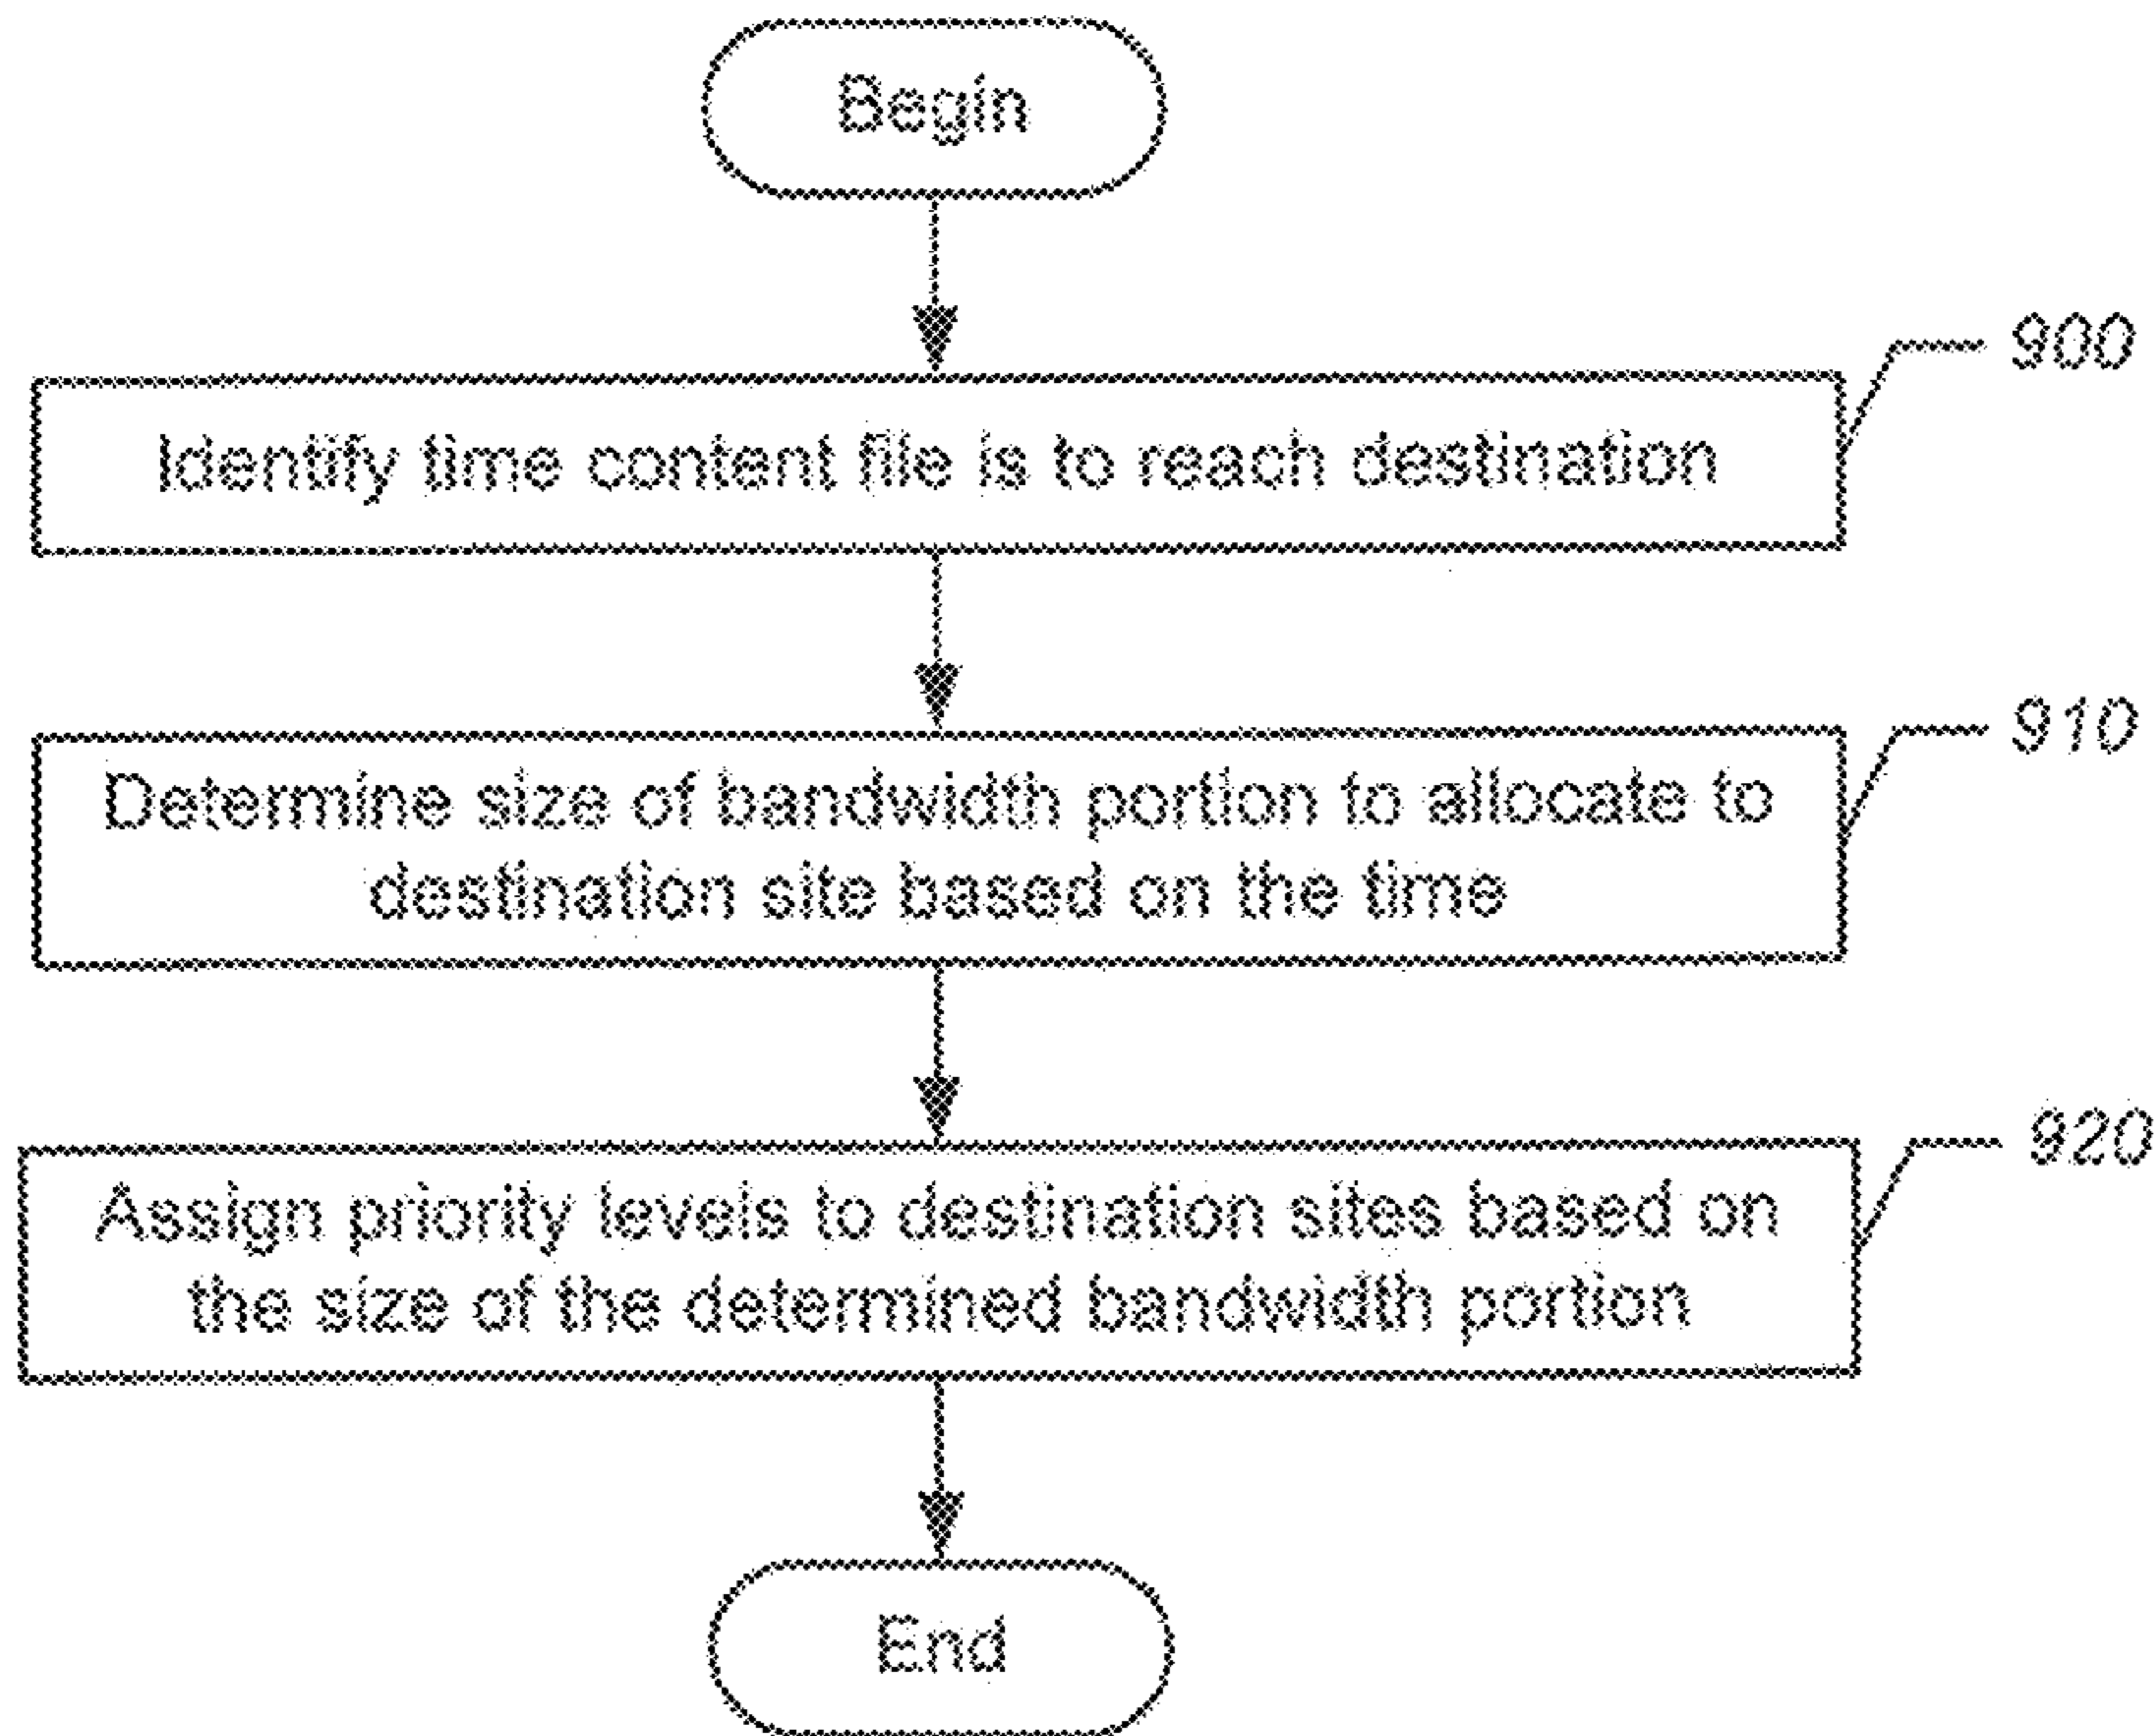 Begin
900
Identify time content file is to reach destination
910
Determine size of bandwidth portion to allocate to
destination site based on the time
920
Assign priority levels to destination sites based on
the size of the determined bandwidth portion
End